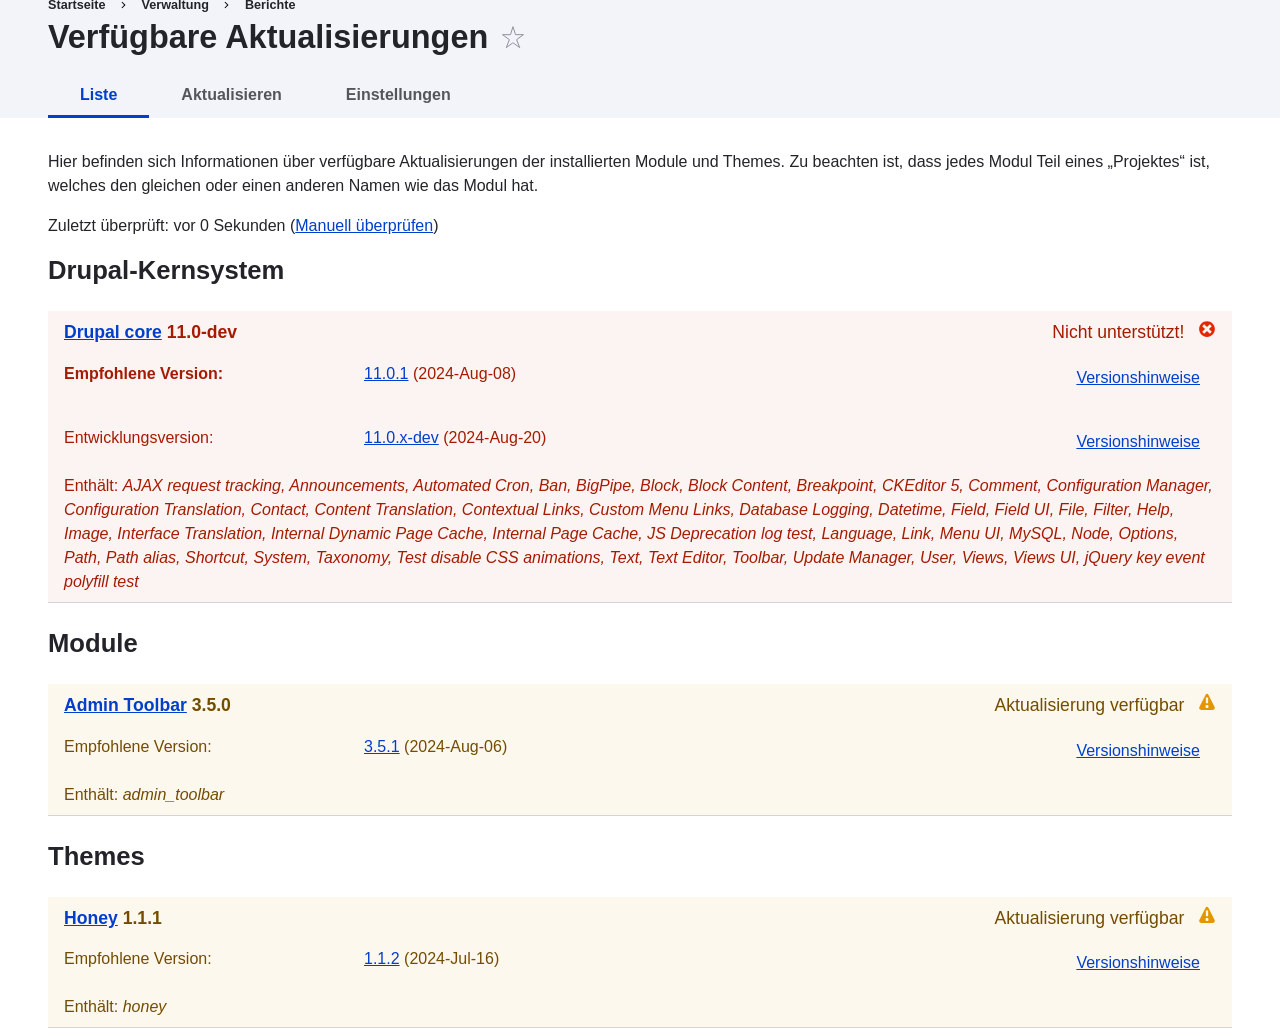 Startseite › Verwaltung › Berichte
Verfügbare Aktualisierungen ☆
Liste Aktualisieren Einstellungen
Hier befinden sich Informationen über verfügbare Aktualisierungen der installierten Module und Themes. Zu beachten ist, dass jedes Modul Teil eines „Projektes“ ist,
welches den gleichen oder einen anderen Namen wie das Modul hat.
Zuletzt überprüft: vor 0 Sekunden (Manuell überprüfen)
Drupal-Kernsystem
Drupal core 11.0-dev Nicht unterstützt!
Empfohlene Version: 11.0.1 (2024-Aug-08) Versionshinweise
Entwicklungsversion: 11.0.x-dev (2024-Aug-20) Versionshinweise
Enthält: AJAX request tracking, Announcements, Automated Cron, Ban, BigPipe, Block, Block Content, Breakpoint, CKEditor 5, Comment, Configuration Manager,
Configuration Translation, Contact, Content Translation, Contextual Links, Custom Menu Links, Database Logging, Datetime, Field, Field UI, File, Filter, Help,
Image, Interface Translation, Internal Dynamic Page Cache, Internal Page Cache, JS Deprecation log test, Language, Link, Menu UI, MySQL, Node, Options,
Path, Path alias, Shortcut, System, Taxonomy, Test disable CSS animations, Text, Text Editor, Toolbar, Update Manager, User, Views, Views UI, jQuery key event
polyfill test
Module
Admin Toolbar 3.5.0 Aktualisierung verfügbar
Empfohlene Version: 3.5.1 (2024-Aug-06) Versionshinweise
Enthält: admin_toolbar
Themes
Honey 1.1.1 Aktualisierung verfügbar
Empfohlene Version: 1.1.2 (2024-Jul-16) Versionshinweise
Enthält: honey